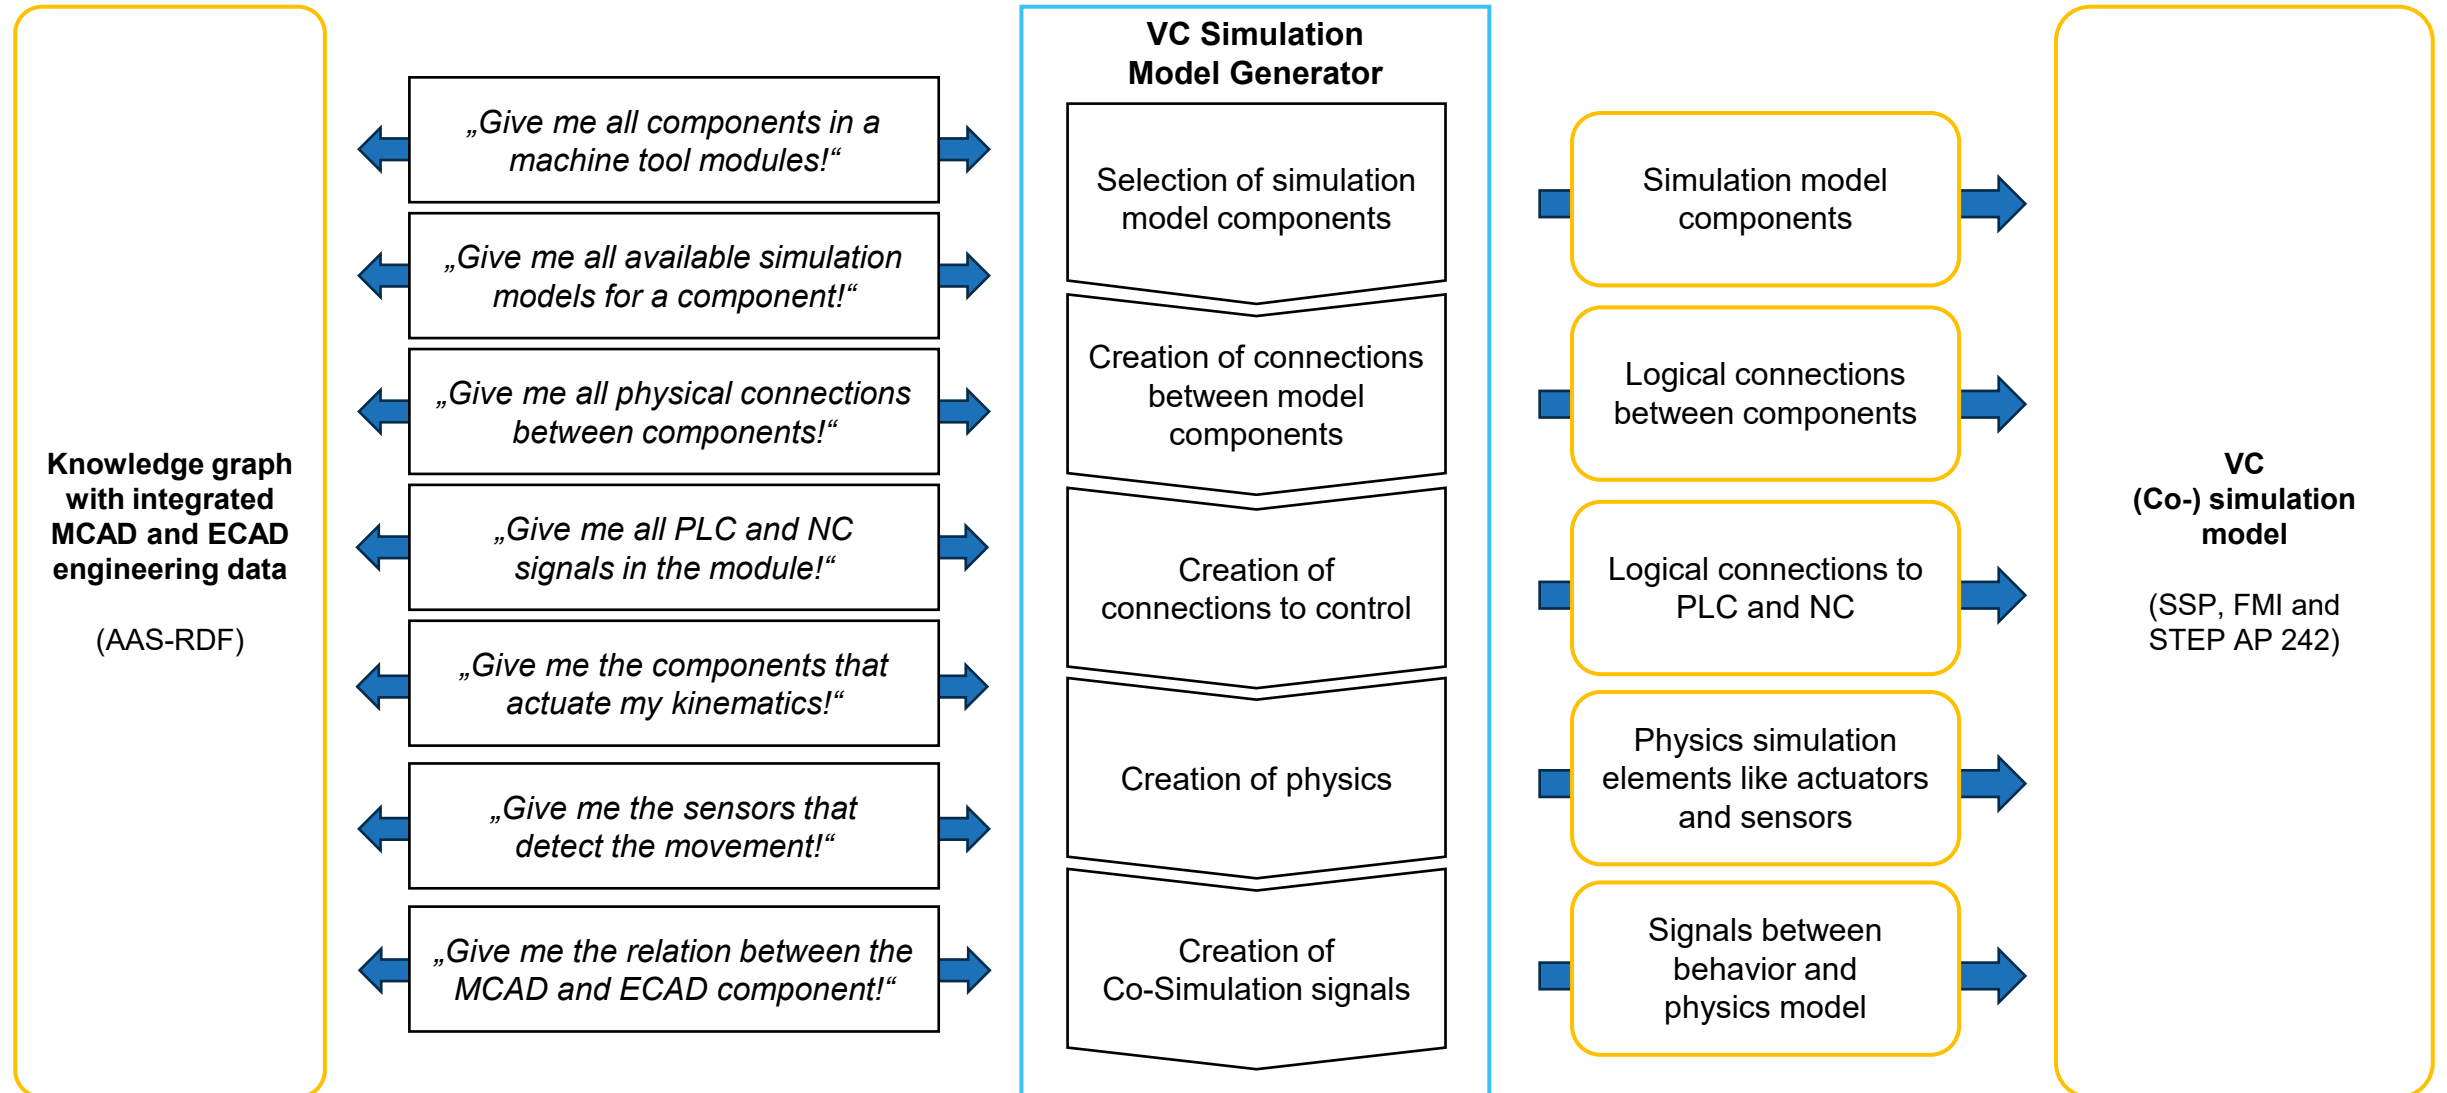 Knowledge graph
with integrated
MCAD and ECAD
engineering data
(AAS-RDF)
„Give me all components in a
machine tool modules!“
„Give me all available simulation
models for a component!“
„Give me all physical connections
between components!“
„Give me all PLC and NC
signals in the module!“
„Give me the components that
actuate my kinematics!“
„Give me the sensors that
detect the movement!“
„Give me the relation between the
MCAD and ECAD component!“
VC Simulation
Model Generator
Selection of simulation
model components
Creation of connections
between model
components
Creation of
connections to control
Creation of physics
Creation of
Co-Simulation signals
Simulation model
components
Logical connections
between components
Logical connections to
PLC and NC
Physics simulation
elements like actuators
and sensors
Signals between
behavior and
physics model
VC
(Co-) simulation
model
(SSP, FMI and
STEP AP 242)